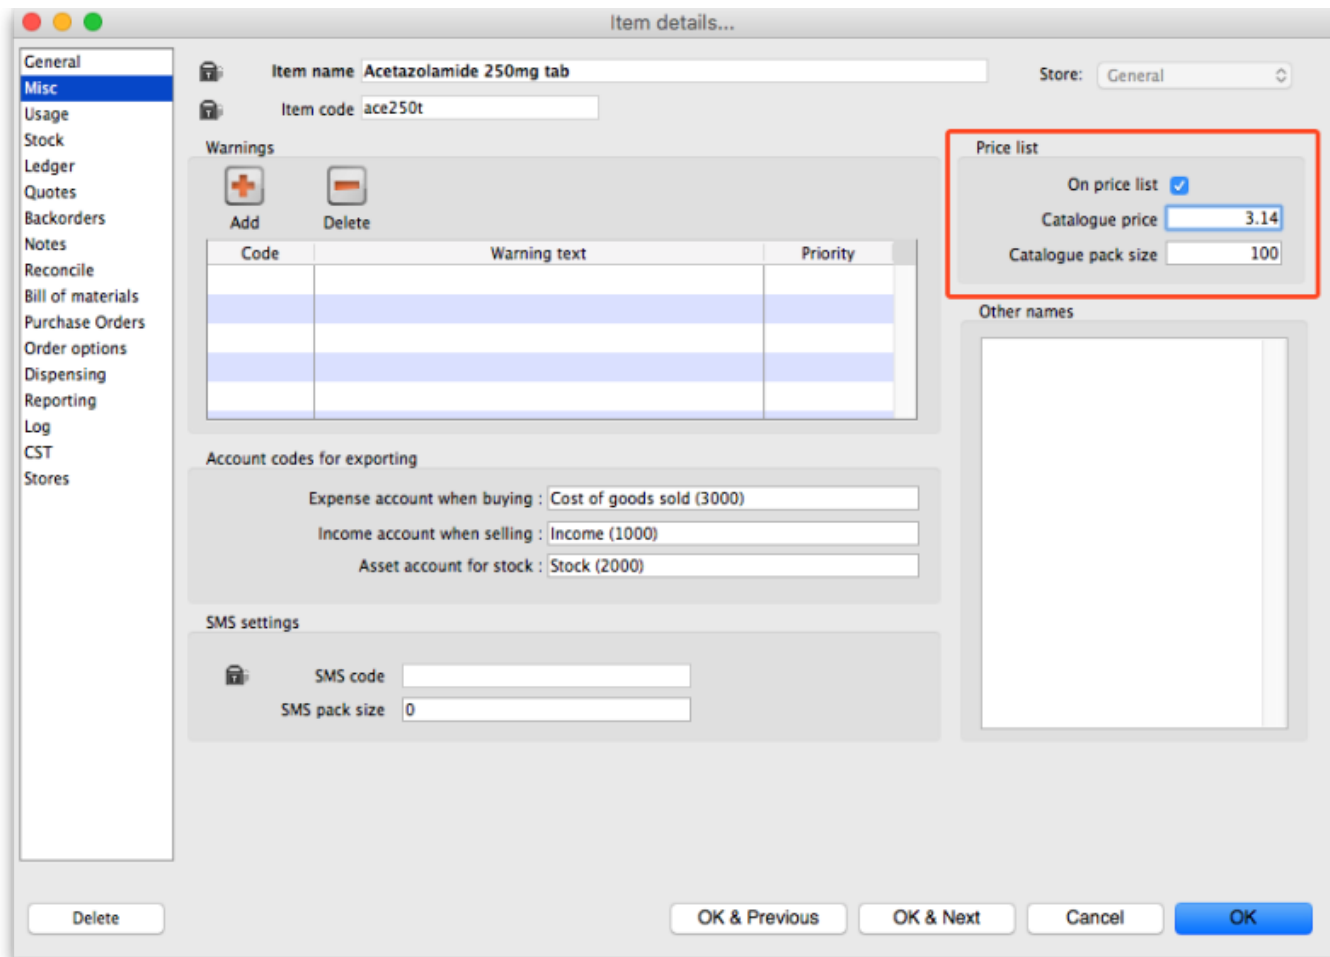 Item details...
General
Misc
Usage
Stock
Ledger
Quotes
Backorders
Notes
Reconcile
Bill of materials
Purchase Orders
Order options
Dispensing
Reporting
Log
CST
Stores
Item name Acetazolamide 250mg tab
Store: General
Item code ace250t
Warnings
Add Delete
Code Warning text Priority
Price list
On price list
Catalogue price 3.14
Catalogue pack size 100
Other names
Account codes for exporting
Expense account when buying : Cost of goods sold (3000)
Income account when selling : Income (1000)
Asset account for stock : Stock (2000)
SMS settings
SMS code
SMS pack size 0
Delete OK & Previous OK & Next Cancel OK